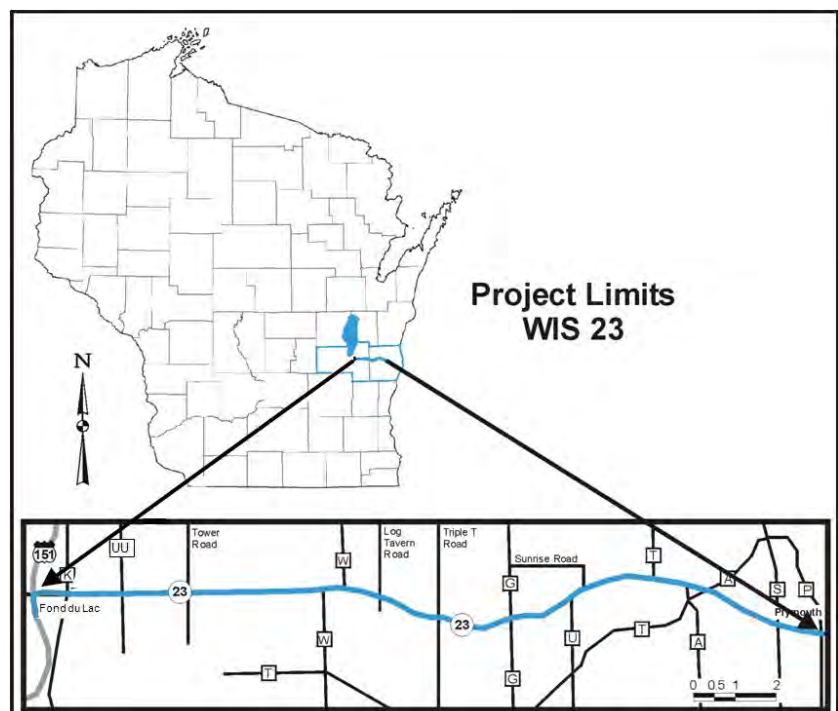 Project Limits
WIS 23
N
151
K
UU
Tower
Road
W
Log
Tavern
Road
Triple T
Road
G
Sunrise Road
T
A
S
P
Fond du Lac
23
W
23
U
T
A
Plymouth
T
G
0 0.5 1 2